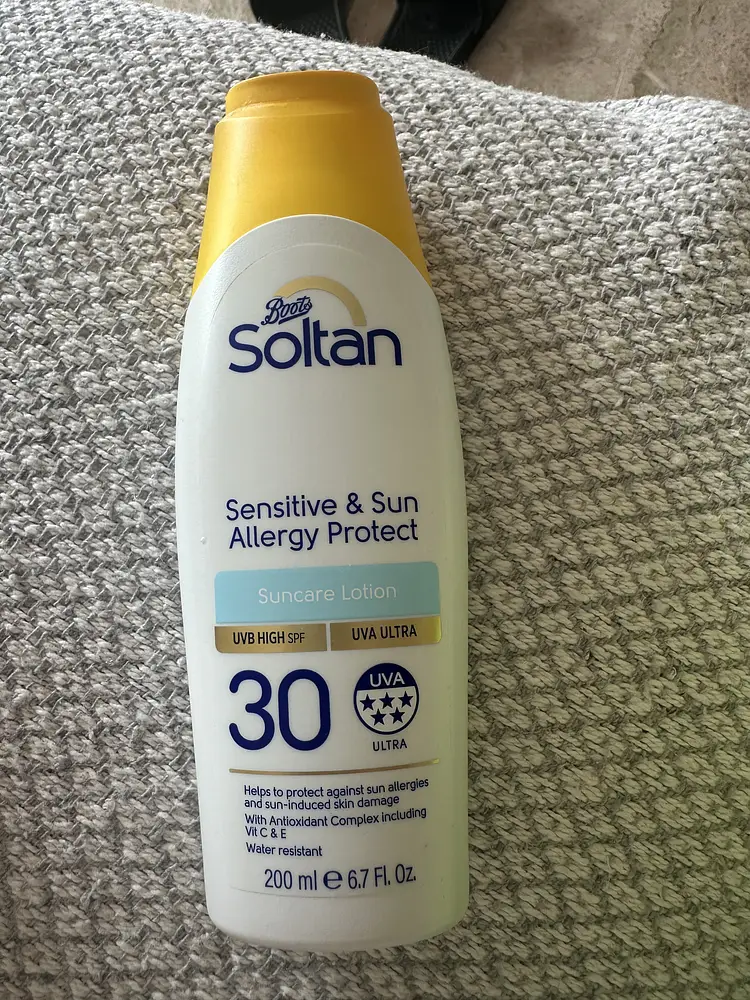 Boots
Soltan
Sensitive & Sun
Allergy Protect
Suncare Lotion
UVB HIGH SPF
UVA ULTRA
30
UVA
ULTRA
Helps to protect against sun allergies
and sun-induced skin damage
With Antioxidant Complex including
Vit C & E
Water resistant
200 ml e 6.7 Fl. Oz.